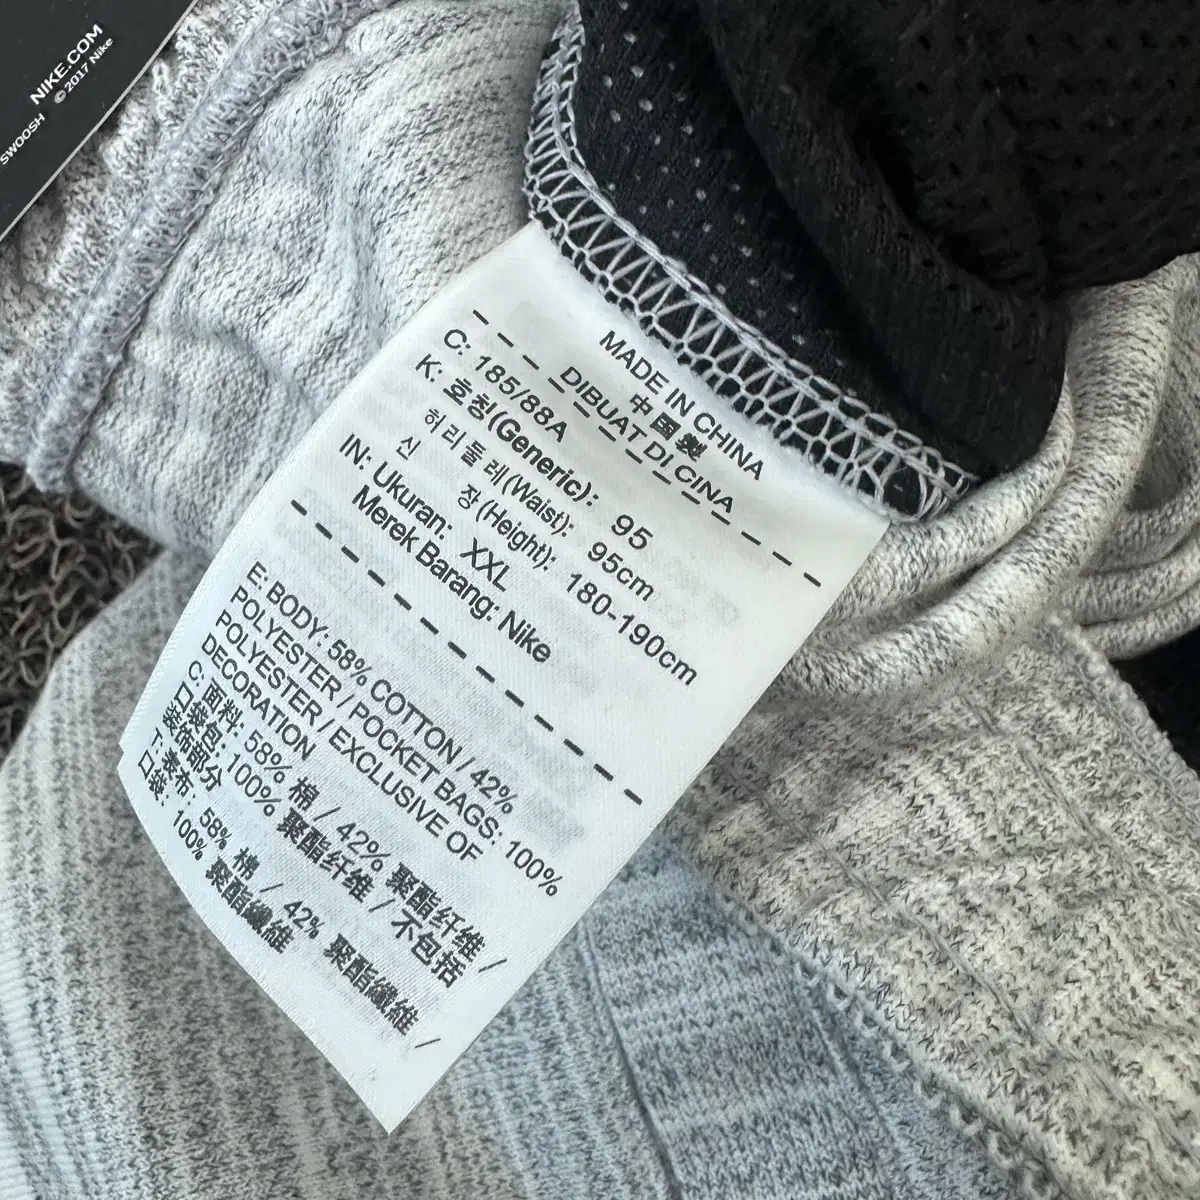 NIKE.COM
SWOOSH © 2017 Nike
MADE IN CHINA
中国製
DIBUAT DI CINA
C: 185/88A
K: 호칭(Generic): 95
허리둘레(Waist): 95cm
신 장(Height): 180-190cm
IN: Ukuran: XXL
Merek Barang: Nike
E: BODY: 58% COTTON / 42%
POLYESTER / POCKET BAGS: 100%
POLYESTER / EXCLUSIVE OF
DECORATION
C: 面料: 58% 棉 / 42% 聚酯纤维 /
口袋包: 100% 聚酯纤维 / 不包括
装饰部分
T: 表布: 58% 棉 / 42% 聚酯纖維 /
口袋: 100% 聚酯纖維